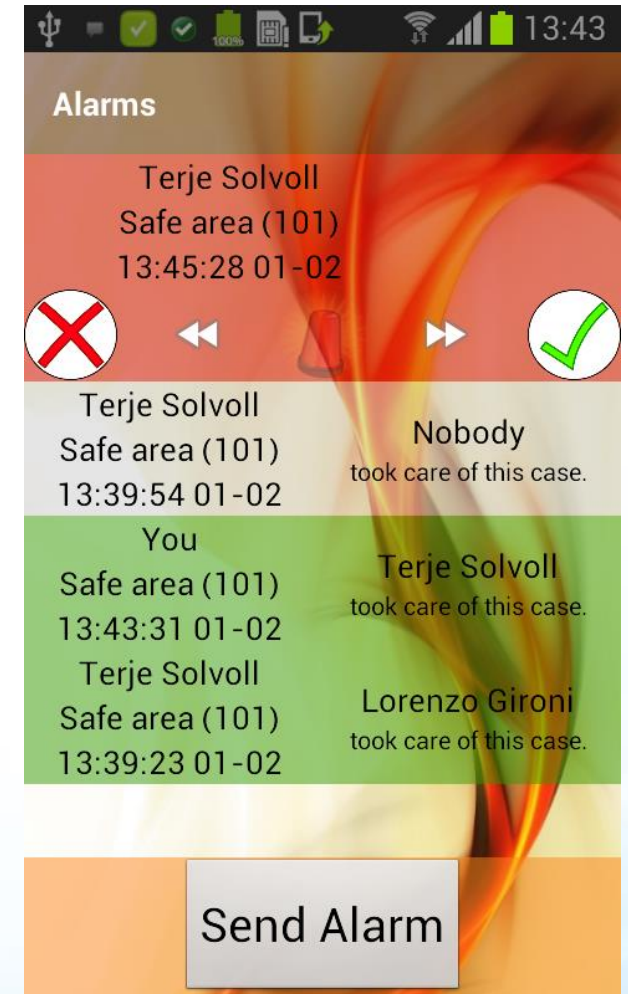 100%
13:43
Alarms
Terje Solvoll
Safe area (101)
13:45:28 01-02
Terje Solvoll
Safe area (101)
13:39:54 01-02
Nobody
took care of this case.
You
Safe area (101)
13:43:31 01-02
Terje Solvoll
took care of this case.
Terje Solvoll
Safe area (101)
13:39:23 01-02
Lorenzo Gironi
took care of this case.
Send Alarm